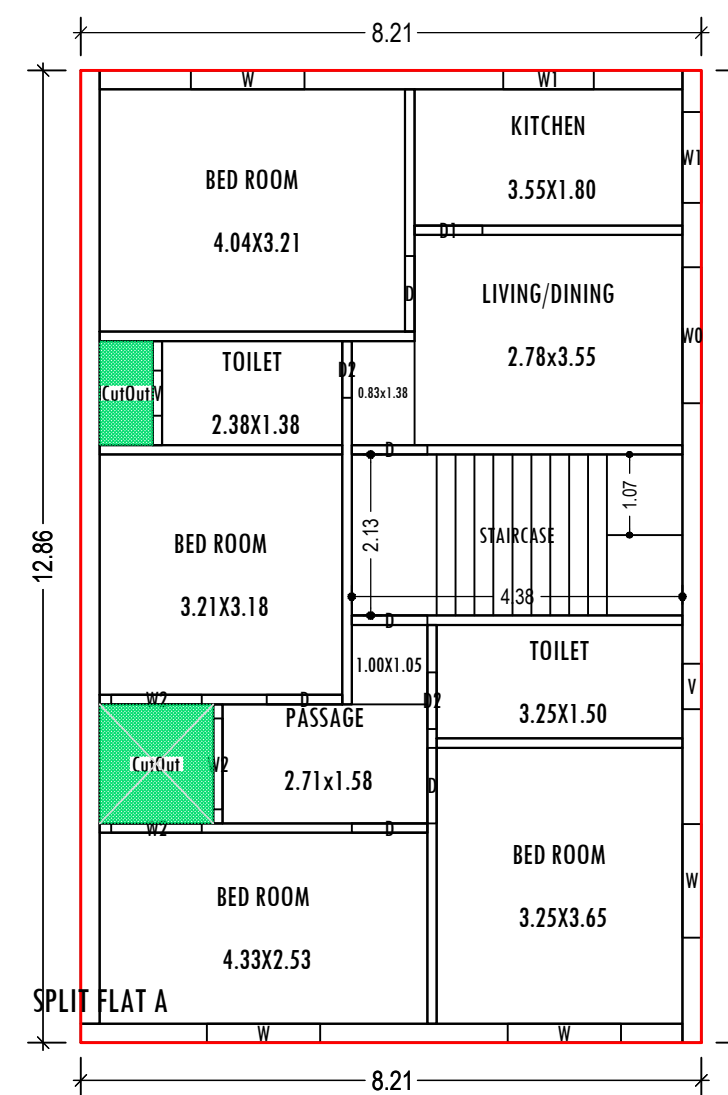 8.21
W
W1
KITCHEN
3.55X1.80
W1
BED ROOM
4.04X3.21
D1
D
LIVING/DINING
2.78x3.55
W0
CutOut
V
TOILET
2.38X1.38
D2
0.83x1.38
D
12.86
BED ROOM
3.21X3.18
2.13
STAIRCASE
1.07
4.38
D
1.00X1.05
D2
TOILET
3.25X1.50
V
W2
D
PASSAGE
2.71x1.58
CutOut
W2
D
W2
D
BED ROOM
3.25X3.65
W
BED ROOM
4.33X2.53
SPLIT FLAT A
W
W
8.21